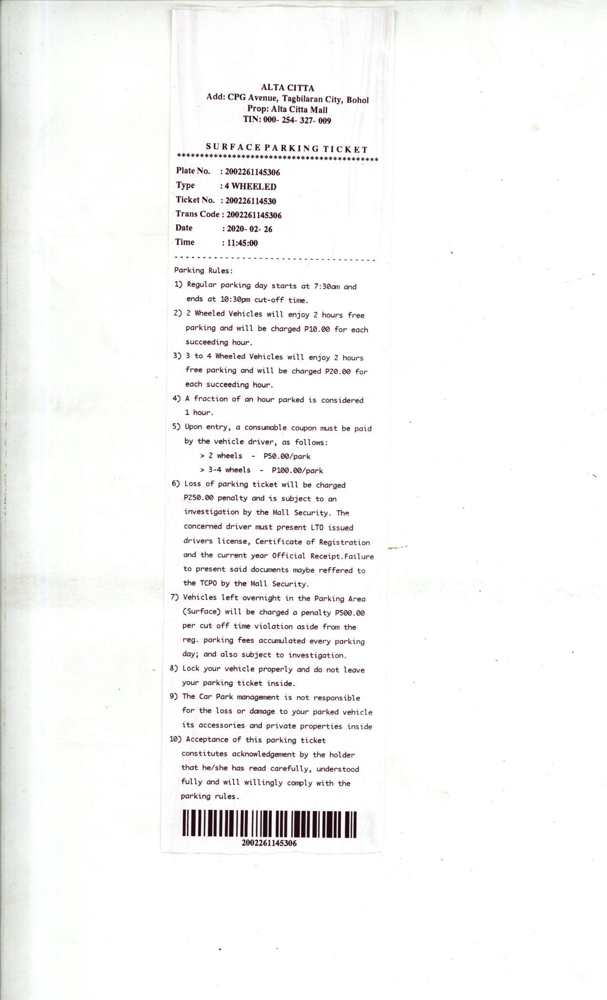 ALTA CITTA
Add: CPG Avenue, Tagbilaran City, Bohol
Prop: Alta Citta Mall
TIN: 000- 254- 327- 009
SURFACE PARKING TICKET
********************************************
Plate No. : 2002261145306
Type : 4 WHEELED
Ticket No. : 200226114530
Trans Code : 2002261145306
Date : 2020- 02- 26
Time : 11:45:00
- - - - - - - - - - - - - - - - - - - - - - - - - - - - - - - - - - - -
Parking Rules:
1) Regular parking day starts at 7:30am and
ends at 10:30pm cut-off time.
2) 2 Wheeled Vehicles will enjoy 2 hours free
parking and will be charged P10.00 for each
succeeding hour.
3) 3 to 4 Wheeled Vehicles will enjoy 2 hours
free parking and will be charged P20.00 for
each succeeding hour.
4) A fraction of an hour parked is considered
1 hour.
5) Upon entry, a consumable coupon must be paid
by the vehicle driver, as follows:
> 2 wheels - P50.00/park
> 3-4 wheels - P100.00/park
6) Loss of parking ticket will be charged
P250.00 penalty and is subject to an
investigation by the Mall Security. The
concerned driver must present LTO issued
drivers license, Certificate of Registration
and the current year Official Receipt.Failure
to present said documents maybe reffered to
the TCPO by the Mall Security.
7) Vehicles left overnight in the Parking Area
(Surface) will be charged a penalty P500.00
per cut off time violation aside from the
reg. parking fees accumulated every parking
day; and also subject to investigation.
8) Lock your vehicle properly and do not leave
your parking ticket inside.
9) The Car Park management is not responsible
for the loss or damage to your parked vehicle
its accessories and private properties inside
10) Acceptance of this parking ticket
constitutes acknowledgement by the holder
that he/she has read carefully, understood
fully and will willingly comply with the
parking rules.
2002261145306